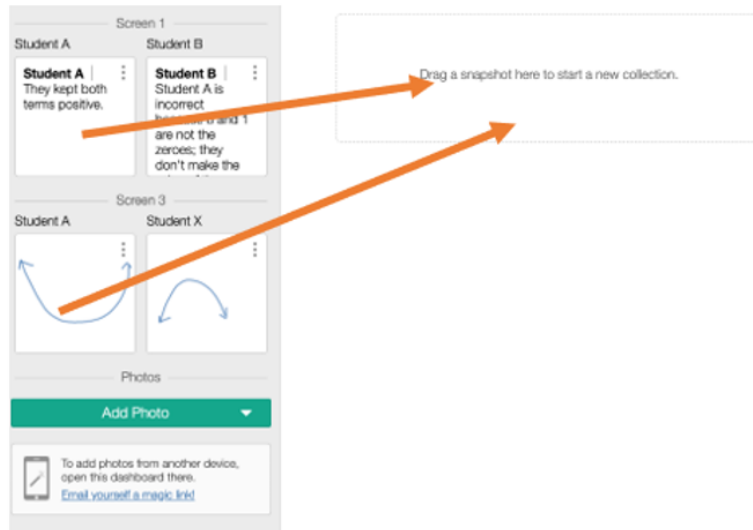 Screen 1
Student A Student B
Student A
They kept both
terms positive.
Student B
Student A is
incorrect
and 1
are not the
zeroes; they
don't make the
Drag a snapshot here to start a new collection.
Screen 3
Student A Student X
Photos
Add Photo
To add photos from another device,
open this dashboard there.
Email yourself a magic link!